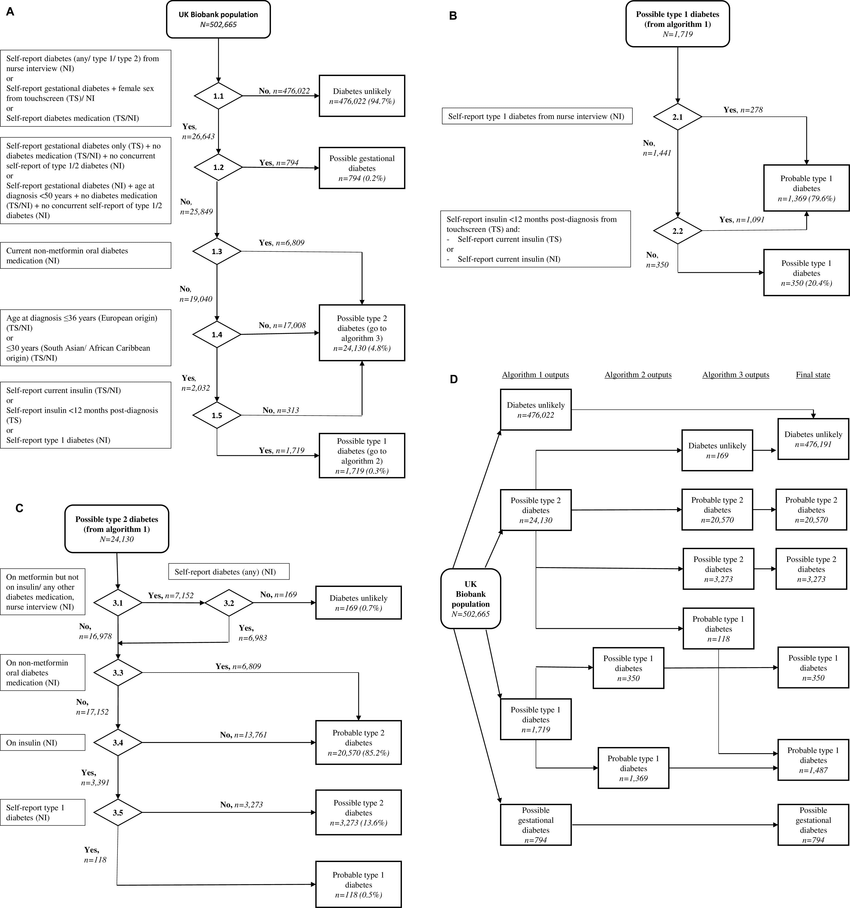 A
UK Biobank population
N=502,665
Self-report diabetes (any/ type 1/ type 2) from
nurse interview (NI)
or
Self-report gestational diabetes + female sex
from touchscreen (TS)/ NI
or
Self-report diabetes medication (TS/NI)
1.1
No, n=476,022
Diabetes unlikely
n=476,022 (94.7%)
Yes,
n=26,643
Self-report gestational diabetes only (TS) + no
diabetes medication (TS/NI) + no concurrent
self-report of type 1/2 diabetes (NI)
or
Self-report gestational diabetes (NI) + age at
diagnosis <50 years + no diabetes medication
(TS/NI) + no concurrent self-report of type 1/2
diabetes (NI)
1.2
Yes, n=794
Possible gestational
diabetes
n=794 (0.2%)
No,
n=25,849
Current non-metformin oral diabetes
medication (NI)
1.3
Yes, n=6,809
No,
n=19,040
Age at diagnosis ≤36 years (European origin)
(TS/NI)
or
≤30 years (South Asian/ African Caribbean
origin) (TS/NI)
1.4
No, n=17,008
Possible type 2
diabetes (go to
algorithm 3)
n=24,130 (4.8%)
Yes,
n=2,032
Self-report current insulin (TS/NI)
or
Self-report insulin <12 months post-diagnosis
(TS)
or
Self-report type 1 diabetes (NI)
1.5
No, n=313
Yes, n=1,719
Possible type 1
diabetes (go to
algorithm 2)
n=1,719 (0.3%)
B
Possible type 1 diabetes
(from algorithm 1)
N=1,719
Self-report type 1 diabetes from nurse interview (NI)
2.1
Yes, n=278
No,
n=1,441
Probable type 1
diabetes
n=1,369 (79.6%)
Self-report insulin <12 months post-diagnosis from
touchscreen (TS) and:
- Self-report current insulin (TS)
or
- Self-report current insulin (NI)
2.2
Yes, n=1,091
No,
n=350
Possible type 1
diabetes
n=350 (20.4%)
C
Possible type 2 diabetes
(from algorithm 1)
N=24,130
Self-report diabetes (any) (NI)
On metformin but not
on insulin/ any other
diabetes medication,
nurse interview (NI)
3.1
Yes, n=7,152
3.2
No, n=169
Diabetes unlikely
n=169 (0.7%)
No,
n=16,978
Yes,
n=6,983
On non-metformin
oral diabetes
medication (NI)
3.3
Yes, n=6,809
No,
n=17,152
On insulin (NI)
3.4
No, n=13,761
Probable type 2
diabetes
n=20,570 (85.2%)
Yes,
n=3,391
Self-report type 1
diabetes (NI)
3.5
No, n=3,273
Possible type 2
diabetes
n=3,273 (13.6%)
Yes,
n=118
Probable type 1
diabetes
n=118 (0.5%)
D
Algorithm 1 outputs
Algorithm 2 outputs
Algorithm 3 outputs
Final state
Diabetes unlikely
n=476,022
Diabetes unlikely
n=476,191
Diabetes unlikely
n=169
Possible type 2
diabetes
n=24,130
Probable type 2
diabetes
n=20,570
Probable type 2
diabetes
n=20,570
Possible type 2
diabetes
n=3,273
Possible type 2
diabetes
n=3,273
UK
Biobank
population
N=502,665
Probable type 1
diabetes
n=118
Possible type 1
diabetes
n=350
Possible type 1
diabetes
n=350
Possible type 1
diabetes
n=1,719
Probable type 1
diabetes
n=1,369
Probable type 1
diabetes
n=1,487
Possible
gestational
diabetes
n=794
Possible
gestational
diabetes
n=794